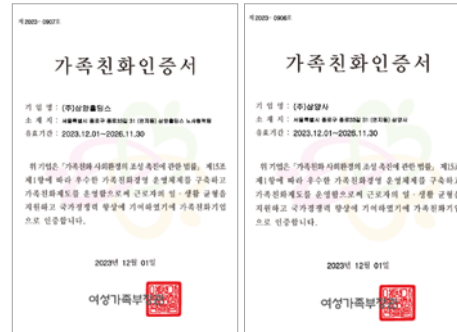 제2023- 0907호
가족친화인증서
기 업 명 : (주)삼양홀딩스
소 재 지 : 서울특별시 종로구 종로33길 31 (연지동) 삼양홀딩스
유효기간 : 2023.12.01~2026.11.30
위 기업은 「가족친화 사회환경의 조성 촉진에 관한 법률」 제15조
제1항에 따라 우수한 가족친화경영 운영체제를 구축하고
가족친화제도를 운영함으로써 근로자의 일·생활 균형을
지원하고 국가경쟁력 향상에 기여하였기에 가족친화기업
으로 인증합니다.
2023년 12월 01일
여성가족부장관
제2023- 0906호
가족친화인증서
기 업 명 : (주)삼양사
소 재 지 : 서울특별시 종로구 종로33길 31 (연지동) 삼양사
유효기간 : 2023.12.01~2026.11.30
위 기업은 「가족친화 사회환경의 조성 촉진에 관한 법률」 제15조
제1항에 따라 우수한 가족친화경영 운영체제를 구축하고
가족친화제도를 운영함으로써 근로자의 일·생활 균형을
지원하고 국가경쟁력 향상에 기여하였기에 가족친화기업
으로 인증합니다.
2023년 12월 01일
여성가족부장관